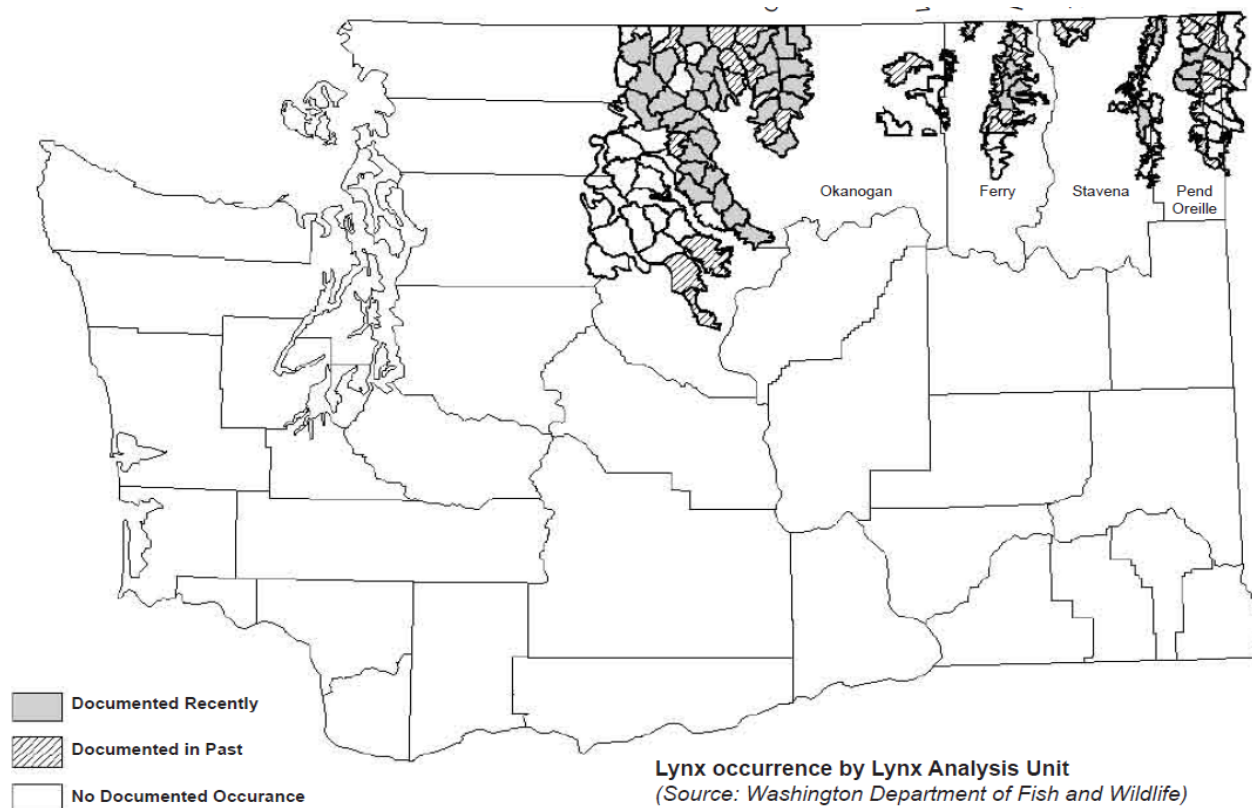 Okanogan
Ferry
Stavena
Pend
Oreille
Documented Recently
Documented in Past
No Documented Occurance
Lynx occurrence by Lynx Analysis Unit
(Source: Washington Department of Fish and Wildlife)